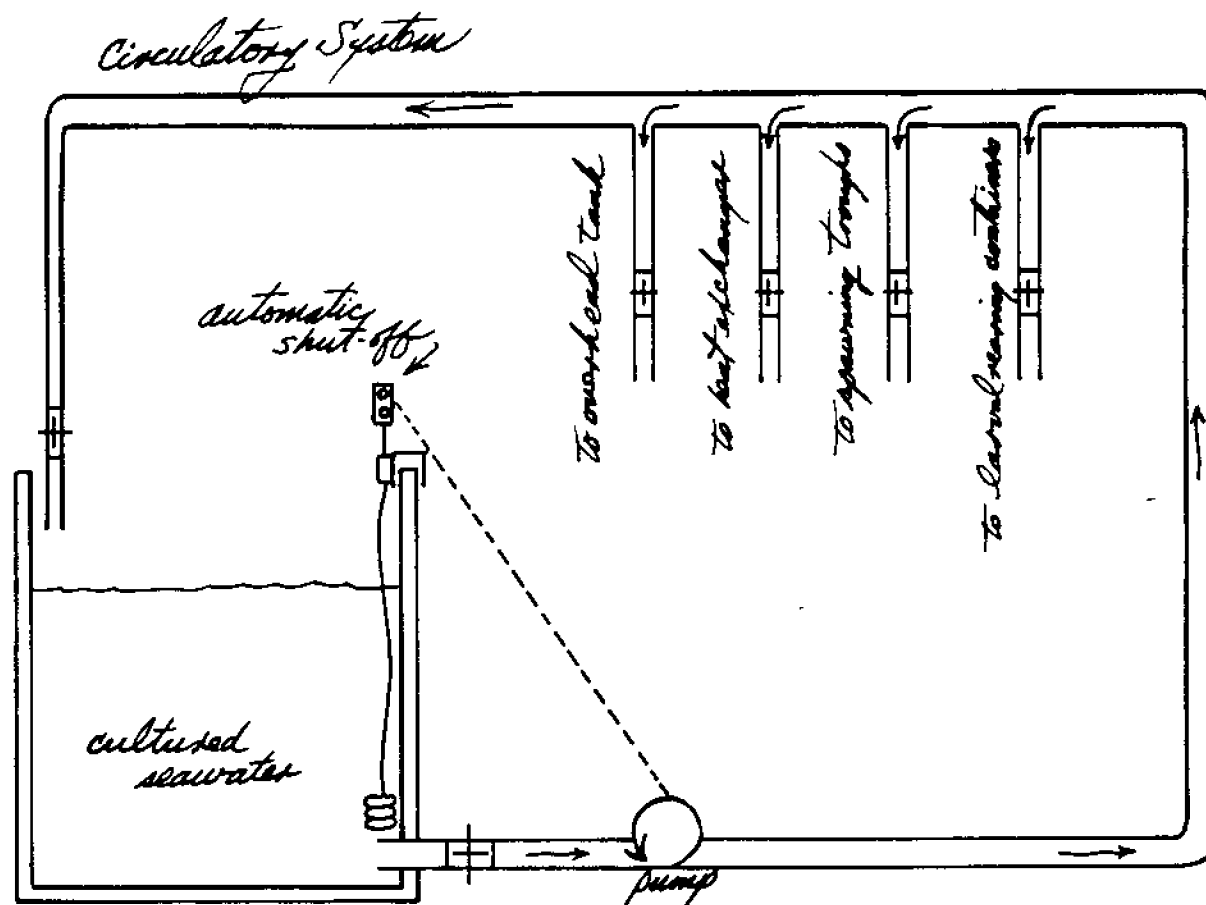 Circulatory System
to overhead tank
to heat exchanger
to spawning troughs
to larval rearing containers
automatic
shut-off
cultured
seawater
pump